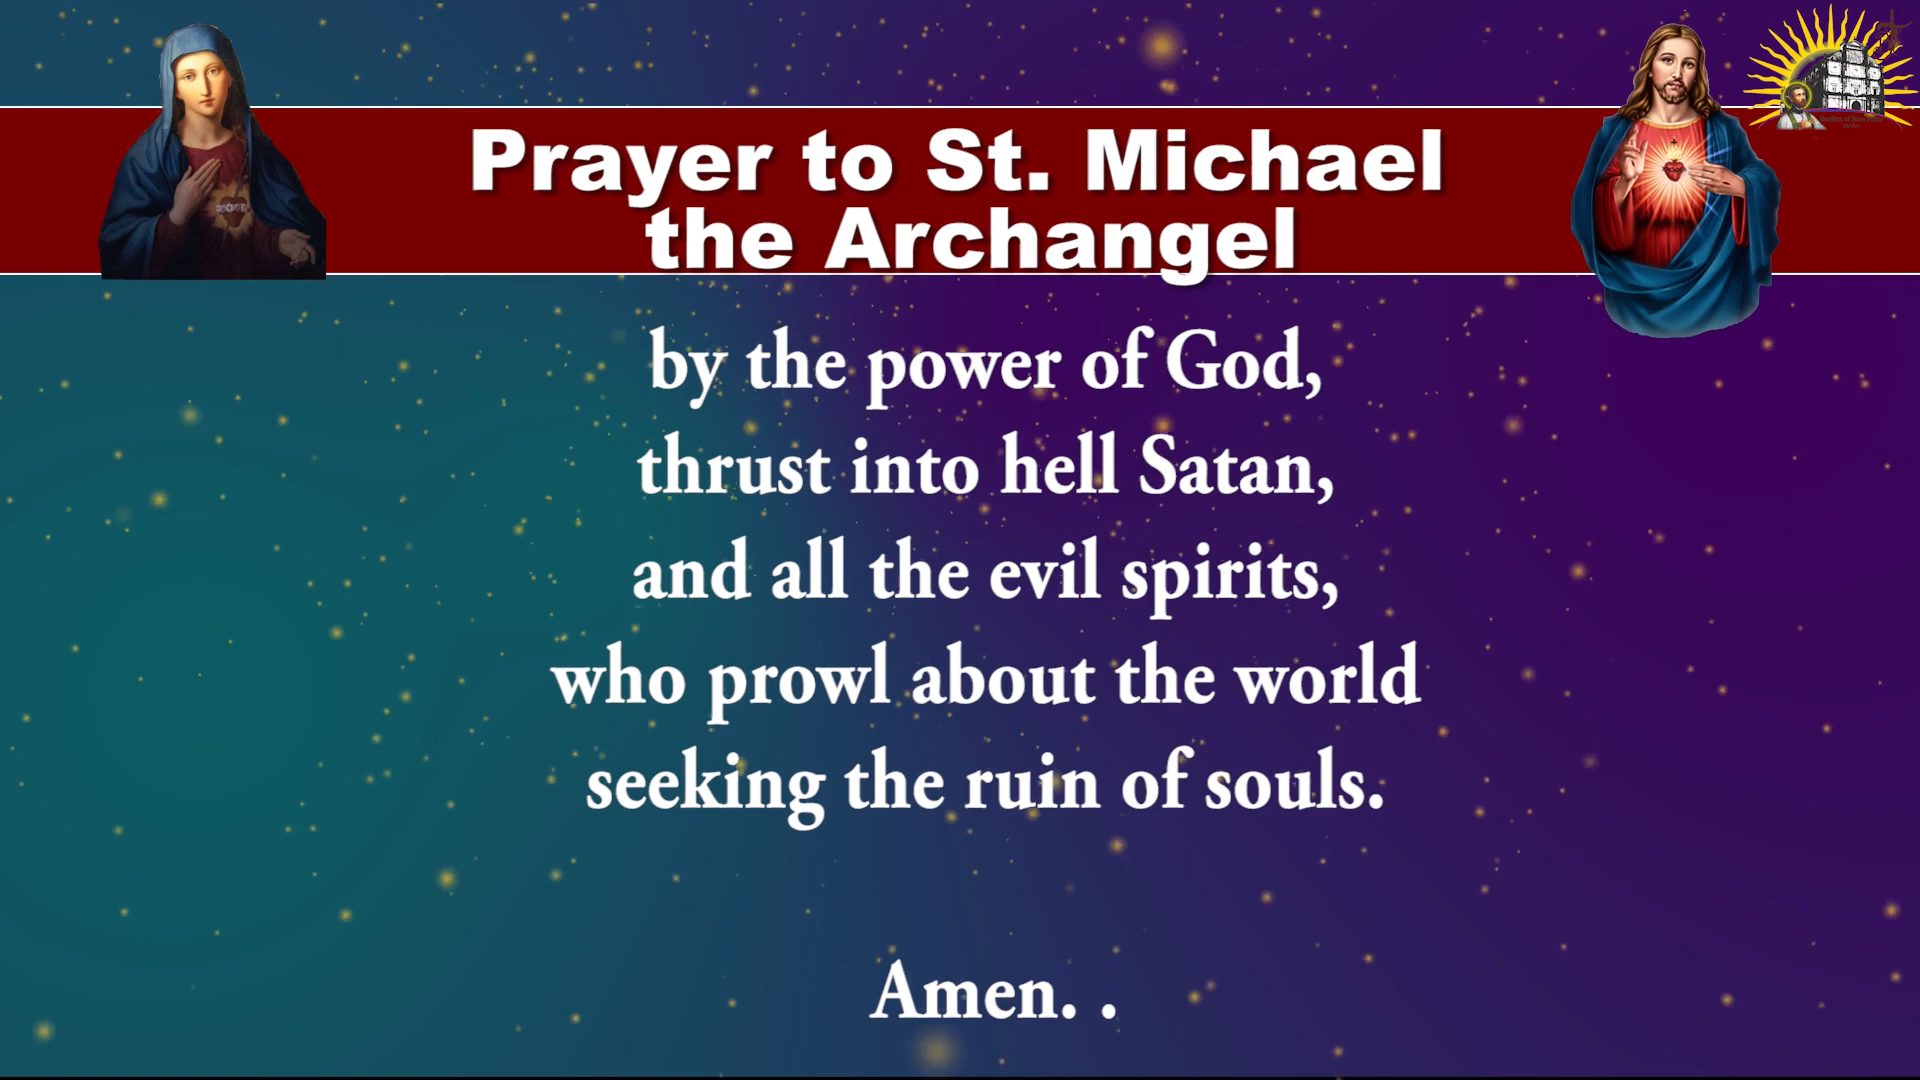 Prayer to St. Michael
the Archangel
by the power of God,
thrust into hell Satan,
and all the evil spirits,
who prowl about the world
seeking the ruin of souls.
Amen. .